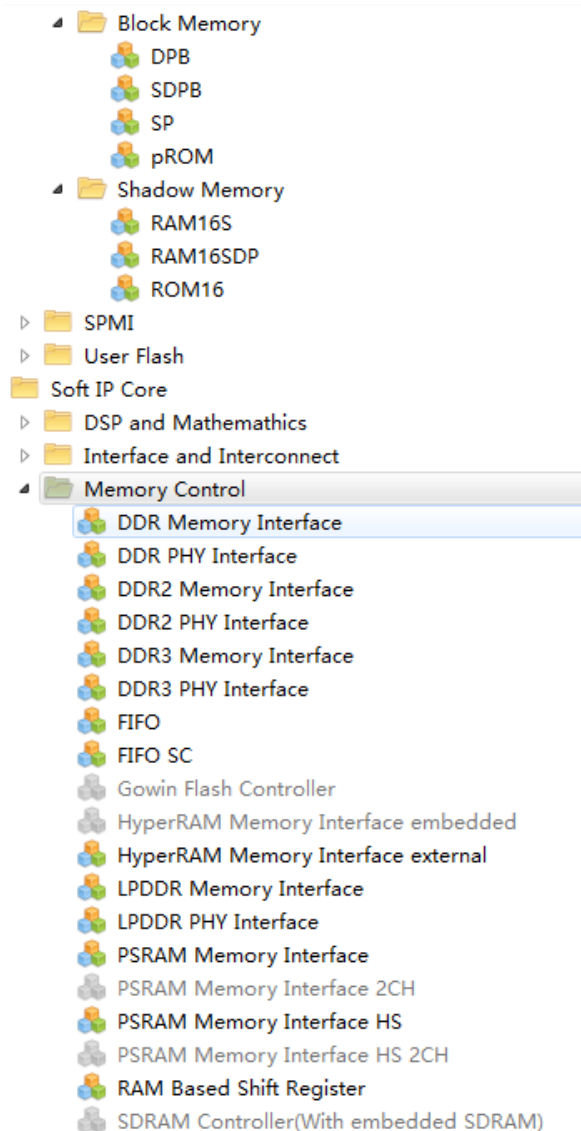 Block Memory
DPB
SDPB
SP
pROM
Shadow Memory
RAM16S
RAM16SDP
ROM16
SPMI
User Flash
Soft IP Core
DSP and Mathemathics
Interface and Interconnect
Memory Control
DDR Memory Interface
DDR PHY Interface
DDR2 Memory Interface
DDR2 PHY Interface
DDR3 Memory Interface
DDR3 PHY Interface
FIFO
FIFO SC
Gowin Flash Controller
HyperRAM Memory Interface embedded
HyperRAM Memory Interface external
LPDDR Memory Interface
LPDDR PHY Interface
PSRAM Memory Interface
PSRAM Memory Interface 2CH
PSRAM Memory Interface HS
PSRAM Memory Interface HS 2CH
RAM Based Shift Register
SDRAM Controller(With embedded SDRAM)